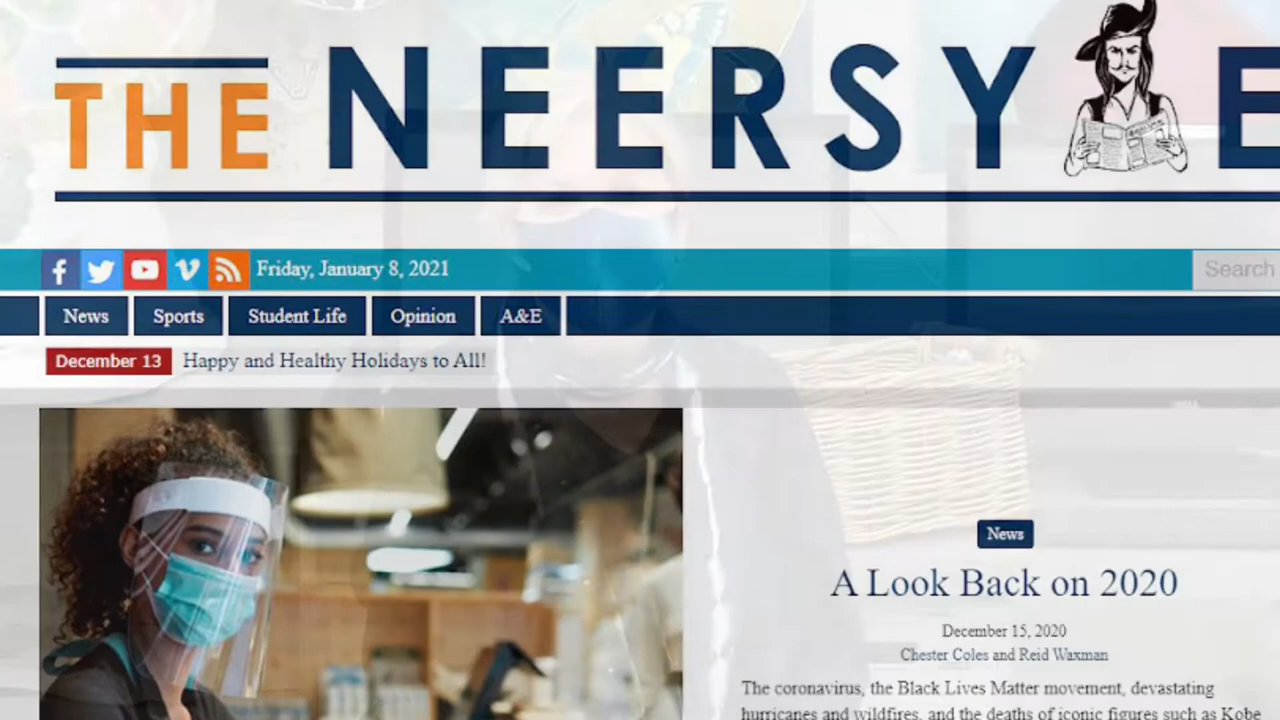 THE NEERSY E
Friday, January 8, 2021
Search
News Sports Student Life Opinion A&E
December 13 Happy and Healthy Holidays to All!
News
A Look Back on 2020
December 15, 2020
Chester Coles and Reid Waxman
The coronavirus, the Black Lives Matter movement, devastating
hurricanes and wildfires, and the deaths of iconic figures such as Kobe